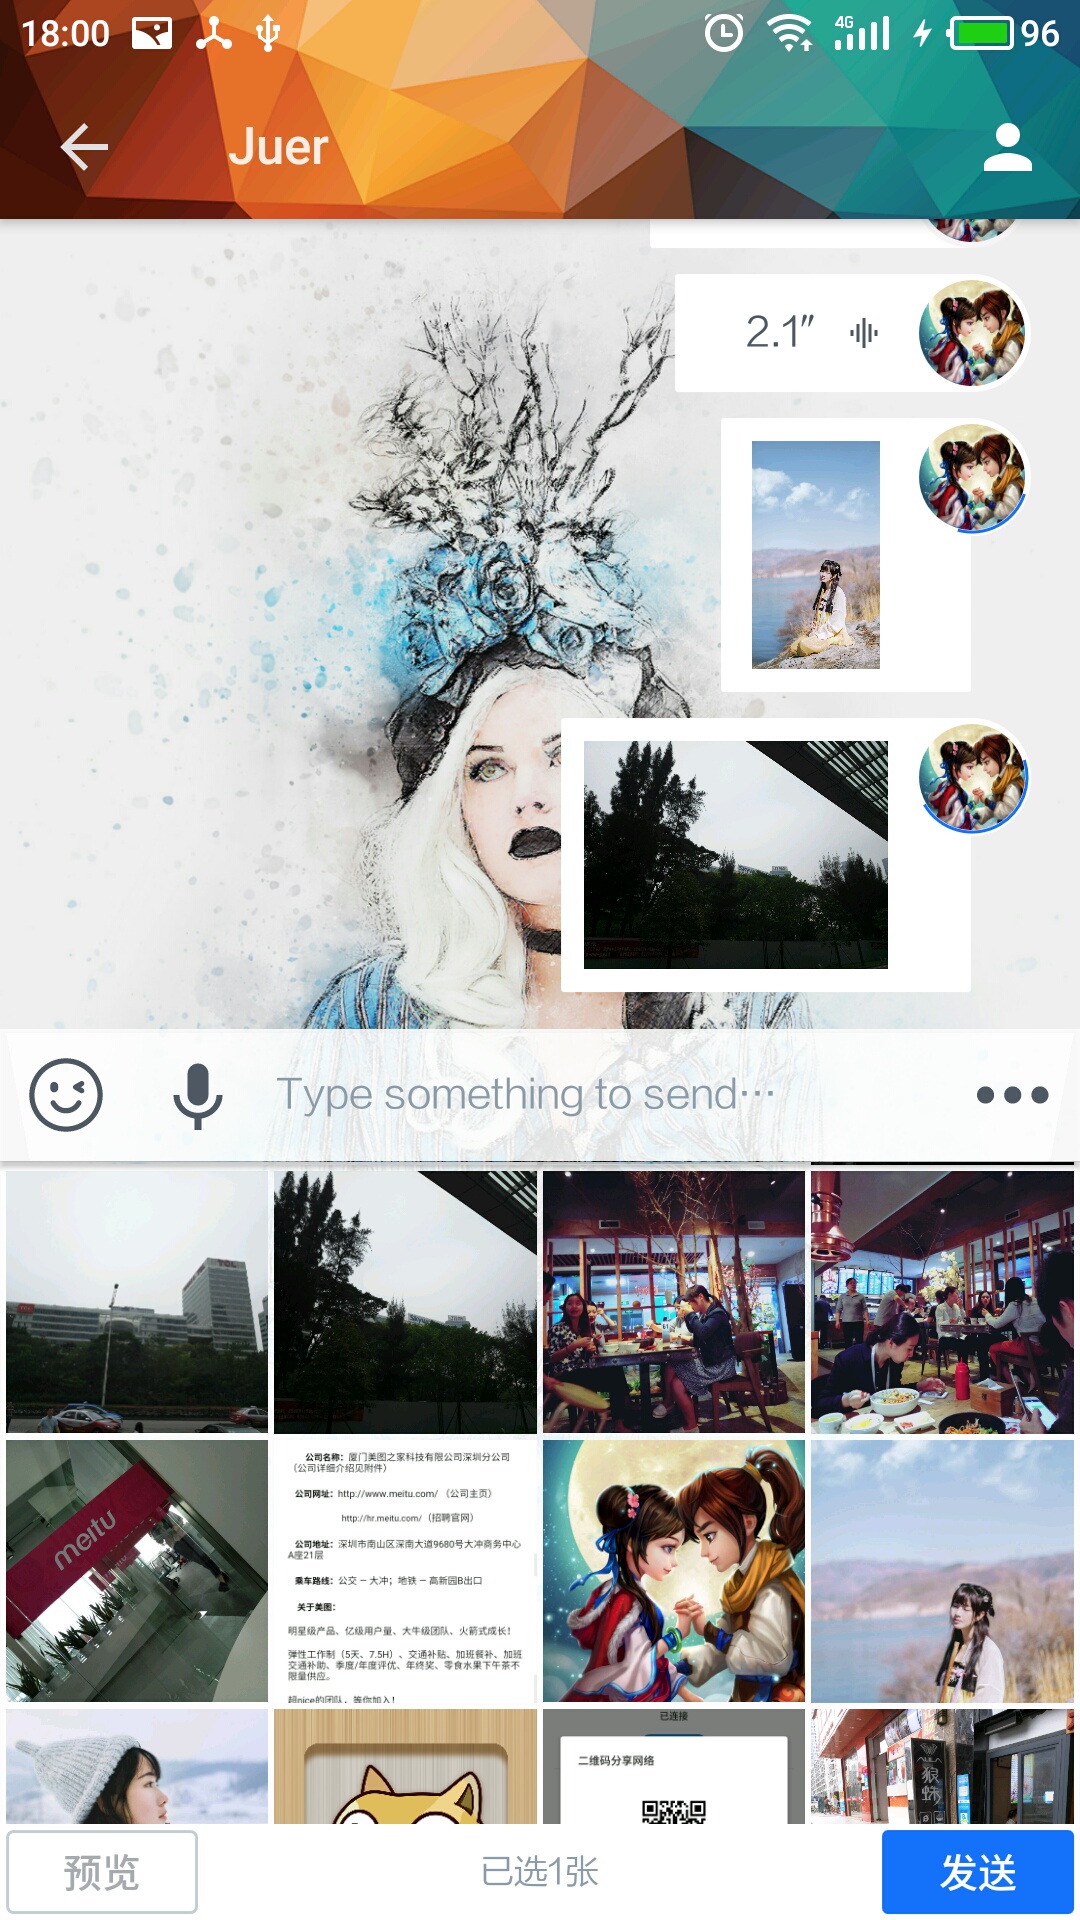 18:00
4G
96
Juer
2.1″
Type something to send…
TCL
meitu
公司名称：厦门美图之家科技有限公司深圳分公司
（公司详细介绍见附件）
公司网址：http://www.meitu.com/（公司主页）
http://hr.meitu.com/（招聘官网）
公司地址：深圳市南山区深南大道9680号大冲商务中心
A座21层
乘车路线：公交 – 大冲；地铁 – 高新园B出口
关于美图：
明星级产品、亿级用户量、大牛级团队、火箭式成长！
弹性工作制（5天、7.5H）、交通补贴、加班餐补、加班
交通补助、季度/年度评优、年终奖、零食水果下午茶不
限量供应。
超nice的团队，等你加入！
已连接
二维码分享网络
预览
已选1张
发送